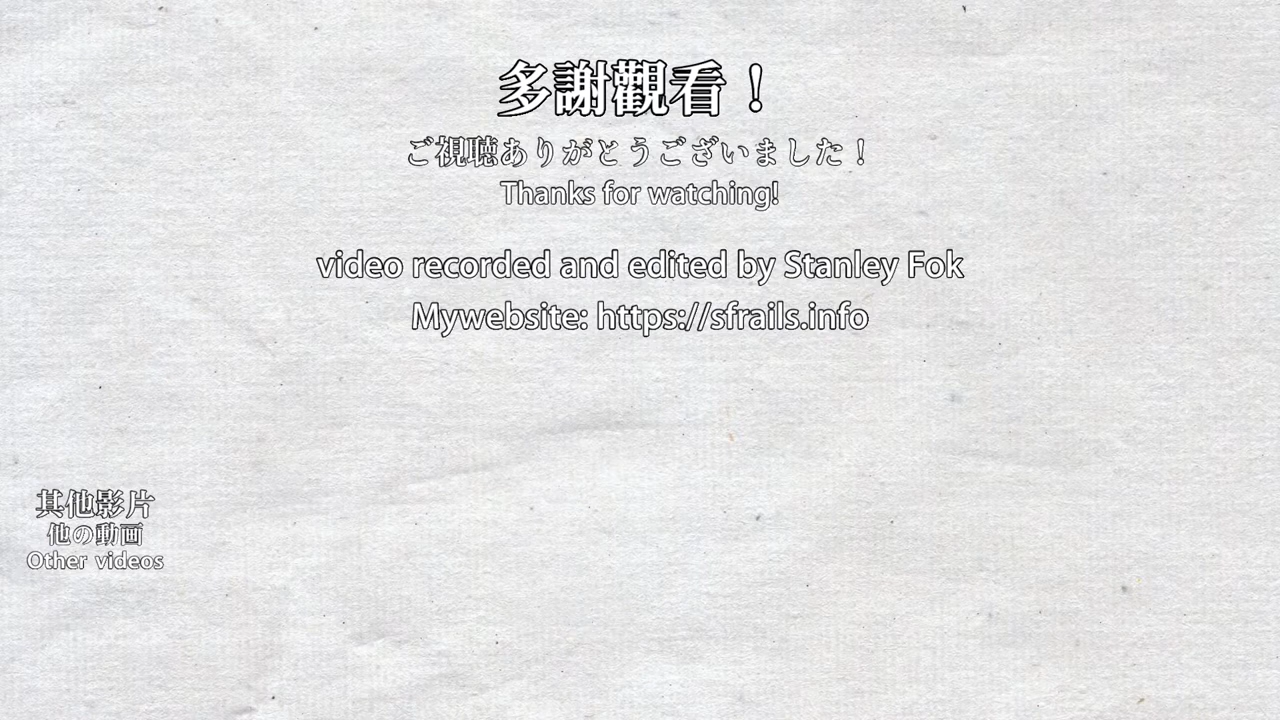 多謝觀看！
ご視聴ありがとうございました！
Thanks for watching!
video recorded and edited by Stanley Fok
Mywebsite: https://sfrails.info
其他影片
他の動画
Other videos